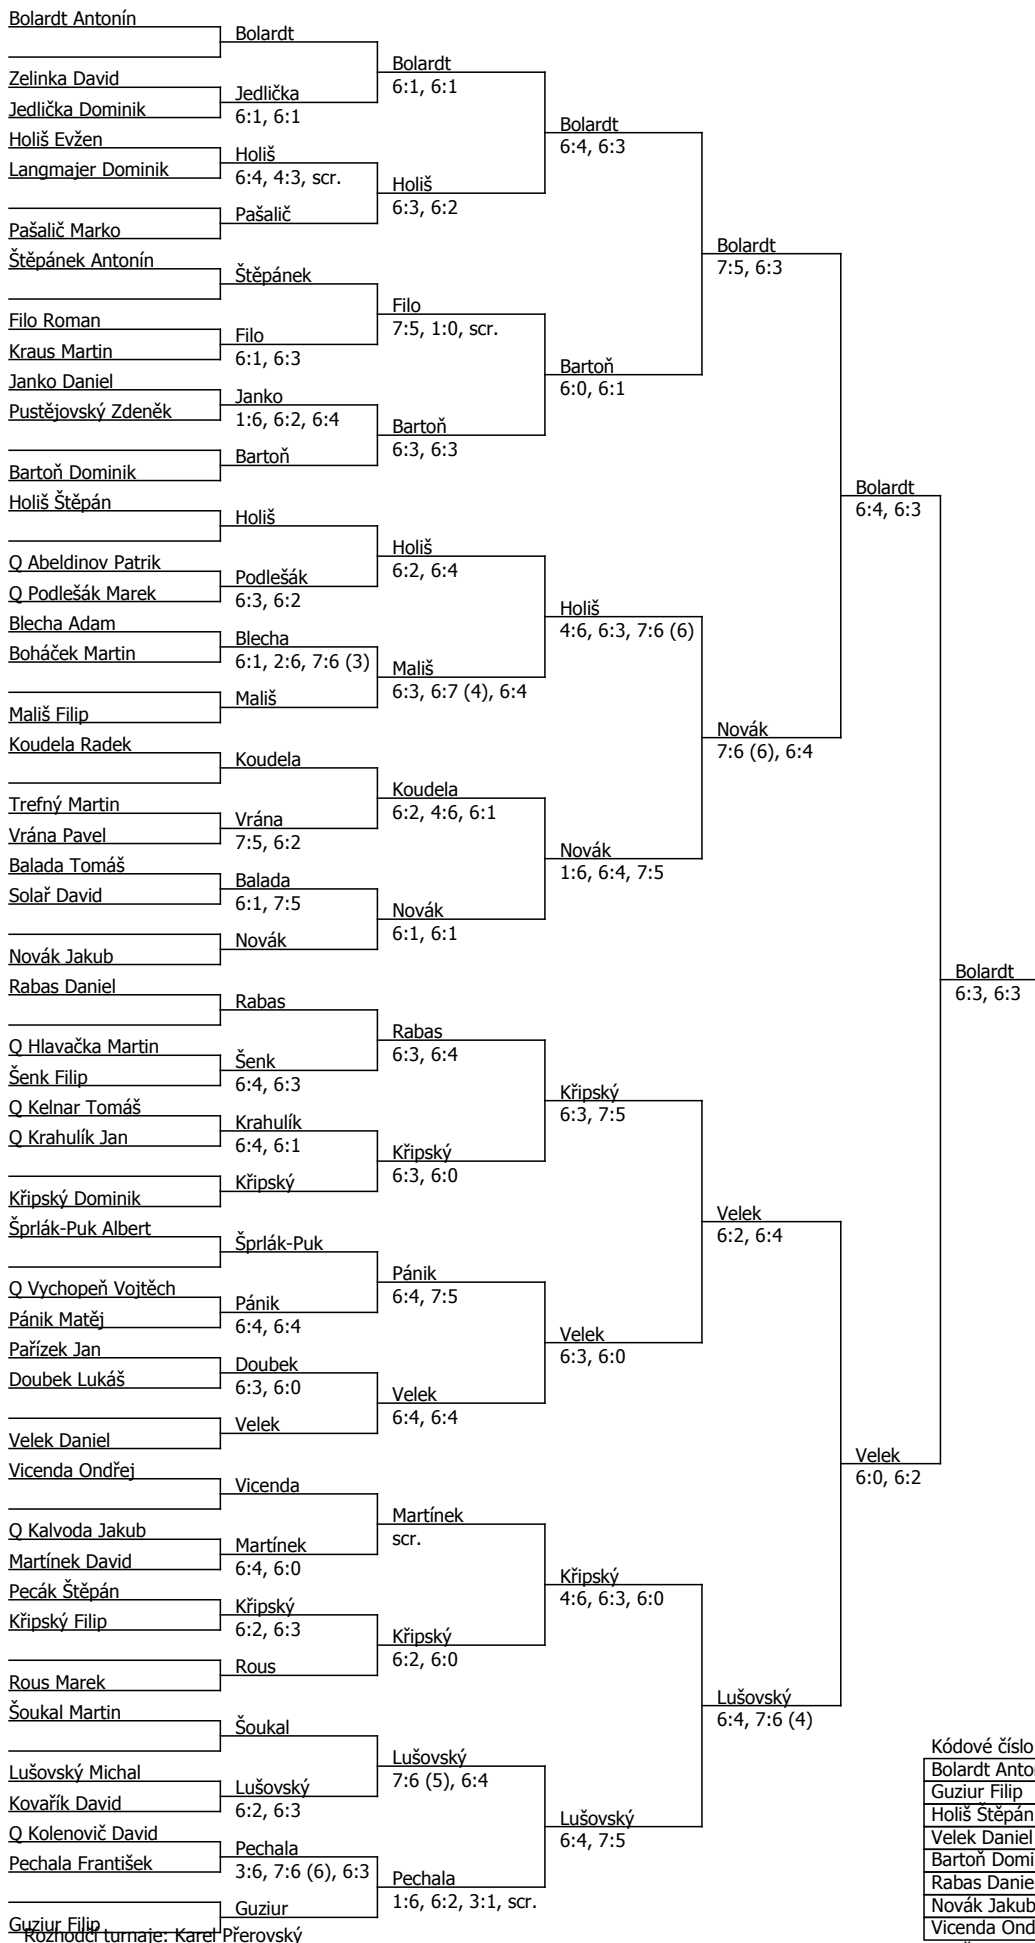 Bolardt Antonín
Bolardt
Bolardt
6:1, 6:1
Zelinka David
Jedlička
6:1, 6:1
Jedlička Dominik
Bolardt
6:4, 6:3
Holiš Evžen
Holiš
6:4, 4:3, scr.
Langmajer Dominik
Holiš
6:3, 6:2
Pašalič
Pašalič Marko
Bolardt
7:5, 6:3
Štěpánek Antonín
Štěpánek
Filo
7:5, 1:0, scr.
Filo Roman
Filo
6:1, 6:3
Kraus Martin
Bartoň
6:0, 6:1
Janko Daniel
Janko
1:6, 6:2, 6:4
Pustějovský Zdeněk
Bartoň
6:3, 6:3
Bartoň
Bartoň Dominik
Bolardt
6:4, 6:3
Holiš Štěpán
Holiš
Holiš
6:2, 6:4
Q Abeldinov Patrik
Podlešák
6:3, 6:2
Q Podlešák Marek
Holiš
4:6, 6:3, 7:6 (6)
Blecha Adam
Blecha
6:1, 2:6, 7:6 (3)
Boháček Martin
Mališ
6:3, 6:7 (4), 6:4
Mališ
Mališ Filip
Novák
7:6 (6), 6:4
Koudela Radek
Koudela
Koudela
6:2, 4:6, 6:1
Trefný Martin
Vrána
7:5, 6:2
Vrána Pavel
Novák
1:6, 6:4, 7:5
Balada Tomáš
Balada
6:1, 7:5
Solař David
Novák
6:1, 6:1
Novák
Novák Jakub
Bolardt
6:3, 6:3
Rabas Daniel
Rabas
Rabas
6:3, 6:4
Q Hlavačka Martin
Šenk
6:4, 6:3
Šenk Filip
Křipský
6:3, 7:5
Q Kelnar Tomáš
Krahulík
6:4, 6:1
Q Krahulík Jan
Křipský
6:3, 6:0
Křipský
Křipský Dominik
Velek
6:2, 6:4
Šprlák-Puk Albert
Šprlák-Puk
Pánik
6:4, 7:5
Q Vychopeň Vojtěch
Pánik
6:4, 6:4
Pánik Matěj
Velek
6:3, 6:0
Pařízek Jan
Doubek
6:3, 6:0
Doubek Lukáš
Velek
6:4, 6:4
Velek
Velek Daniel
Velek
6:0, 6:2
Vicenda Ondřej
Vicenda
Martínek
scr.
Q Kalvoda Jakub
Martínek
6:4, 6:0
Martínek David
Křipský
4:6, 6:3, 6:0
Pecák Štěpán
Křipský
6:2, 6:3
Křipský Filip
Křipský
6:2, 6:0
Rous
Rous Marek
Lušovský
6:4, 7:6 (4)
Šoukal Martin
Šoukal
Lušovský
7:6 (5), 6:4
Lušovský Michal
Lušovský
6:2, 6:3
Kovařík David
Lušovský
6:4, 7:5
Q Kolenovič David
Pechala
3:6, 7:6 (6), 6:3
Pechala František
Pechala
1:6, 6:2, 3:1, scr.
Guziur
Guziur Filip
Rozhodčí turnaje: Karel Přerovský
Kódové číslo
Bolardt Anto
Guziur Filip
Holiš Štěpán
Velek Daniel
Bartoň Domi
Rabas Danie
Novák Jakub
Vicenda Ond